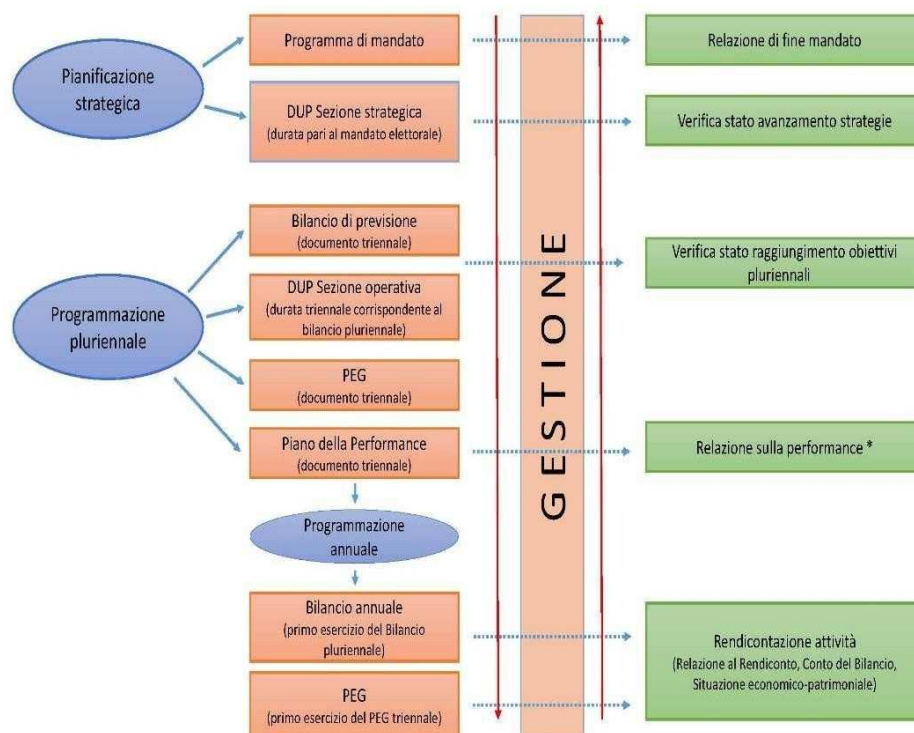 Pianificazione
strategica
Programma di mandato
Relazione di fine mandato
DUP Sezione strategica
(durata pari al mandato elettorale)
Verifica stato avanzamento strategie
Programmazione
pluriennale
Bilancio di previsione
(documento triennale)
DUP Sezione operativa
(durata triennale corrispondente al
bilancio pluriennale)
Verifica stato raggiungimento obiettivi
pluriennali
PEG
(documento triennale)
Piano della Performance
(documento triennale)
Relazione sulla performance *
GESTIONE
Programmazione
annuale
Bilancio annuale
(primo esercizio del Bilancio
pluriennale)
PEG
(primo esercizio del PEG triennale)
Rendicontazione attività
(Relazione al Rendiconto, Conto del Bilancio,
Situazione economico-patrimoniale)